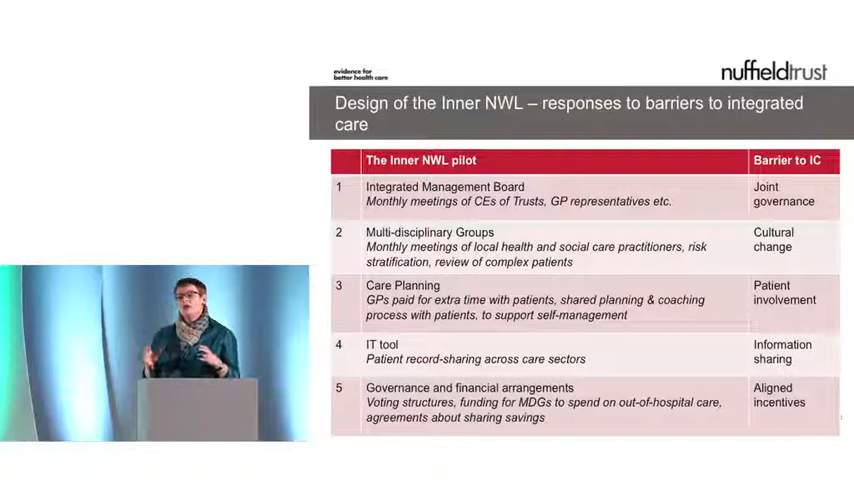 evidence for
better health care
nuffieldtrust
Design of the Inner NWL – responses to barriers to integrated
care
The Inner NWL pilot
Barrier to IC
1
Integrated Management Board
Monthly meetings of CEs of Trusts, GP representatives etc.
Joint
governance
2
Multi-disciplinary Groups
Monthly meetings of local health and social care practitioners, risk
stratification, review of complex patients
Cultural
change
3
Care Planning
GPs paid for extra time with patients, shared planning & coaching
process with patients, to support self-management
Patient
involvement
4
IT tool
Patient record-sharing across care sectors
Information
sharing
5
Governance and financial arrangements
Voting structures, funding for MDGs to spend on out-of-hospital care,
agreements about sharing savings
Aligned
incentives